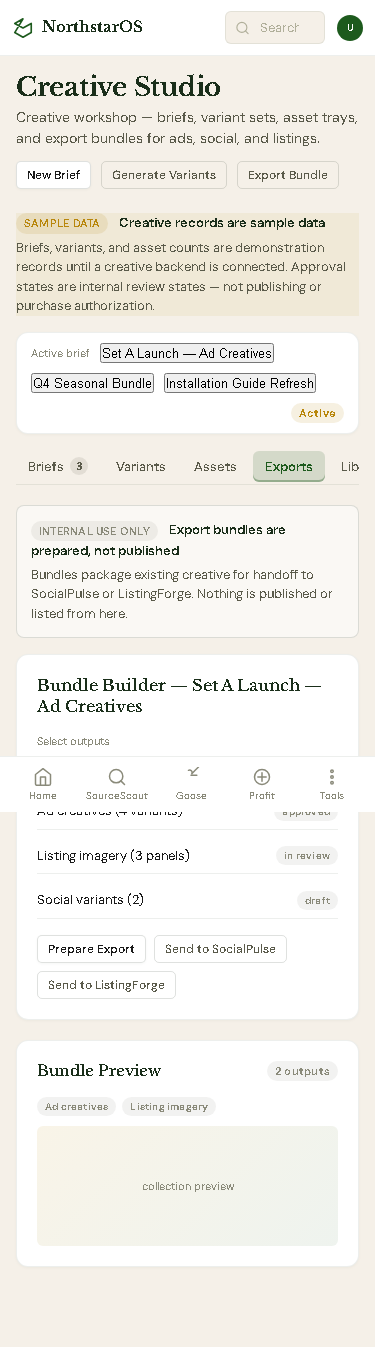 NorthstarOS
Search
U
Creative Studio
Creative workshop — briefs, variant sets, asset trays,
and export bundles for ads, social, and listings.
New Brief
Generate Variants
Export Bundle
SAMPLE DATA Creative records are sample data
Briefs, variants, and asset counts are demonstration
records until a creative backend is connected. Approval
states are internal review states — not publishing or
purchase authorization.
Active brief Set A Launch — Ad Creatives
Q4 Seasonal Bundle Installation Guide Refresh
Active
Briefs 3 Variants Assets Exports Lib
INTERNAL USE ONLY Export bundles are
prepared, not published
Bundles package existing creative for handoff to
SocialPulse or ListingForge. Nothing is published or
listed from here.
Bundle Builder — Set A Launch —
Ad Creatives
Select outputs
Home SourceScout Goose Profit Tools
Ad creatives (4 variants) approved
Listing imagery (3 panels) in review
Social variants (2) draft
Prepare Export Send to SocialPulse
Send to ListingForge
Bundle Preview 2 outputs
Ad creatives Listing imagery
collection preview